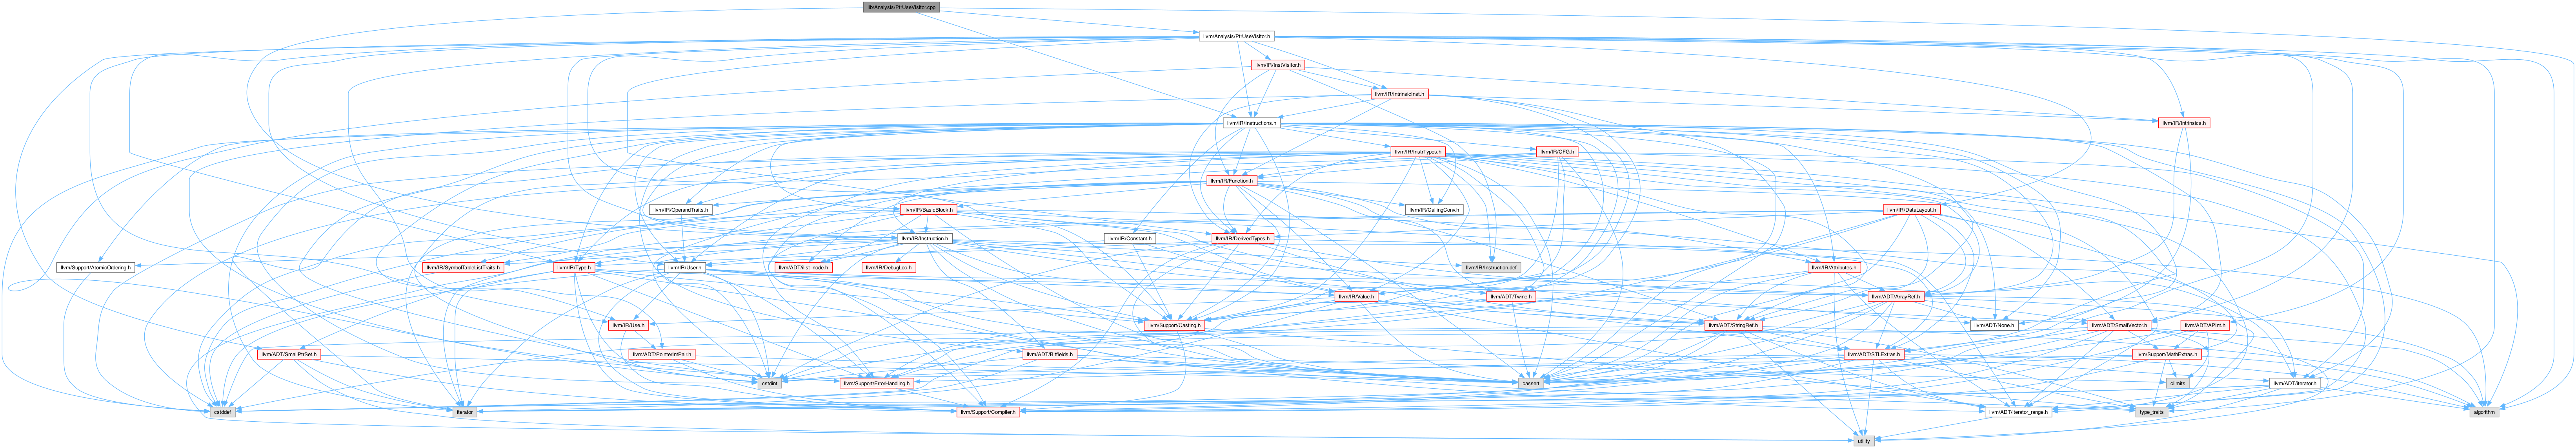 lib/Analysis/PtrUseVisitor.cpp
llvm/Analysis/PtrUseVisitor.h
llvm/IR/InstVisitor.h
llvm/IR/IntrinsicInst.h
llvm/IR/Instructions.h
llvm/IR/Intrinsics.h
llvm/IR/InstrTypes.h
llvm/IR/CFG.h
llvm/IR/Function.h
llvm/IR/OperandTraits.h
llvm/IR/BasicBlock.h
llvm/IR/CallingConv.h
llvm/IR/DataLayout.h
llvm/IR/Instruction.h
llvm/IR/Constant.h
llvm/IR/DerivedTypes.h
llvm/Support/AtomicOrdering.h
llvm/IR/SymbolTableListTraits.h
llvm/IR/Type.h
llvm/IR/User.h
llvm/ADT/ilist_node.h
llvm/IR/DebugLoc.h
llvm/IR/Instruction.def
llvm/IR/Attributes.h
llvm/IR/Value.h
llvm/ADT/Twine.h
llvm/ADT/ArrayRef.h
llvm/IR/Use.h
llvm/Support/Casting.h
llvm/ADT/StringRef.h
llvm/ADT/None.h
llvm/ADT/SmallVector.h
llvm/ADT/APInt.h
llvm/ADT/SmallPtrSet.h
llvm/ADT/PointerIntPair.h
llvm/ADT/Bitfields.h
llvm/ADT/STLExtras.h
llvm/Support/MathExtras.h
cstdint
llvm/Support/ErrorHandling.h
cassert
climits
llvm/ADT/iterator.h
cstddef
iterator
llvm/Support/Compiler.h
llvm/ADT/iterator_range.h
type_traits
algorithm
utility